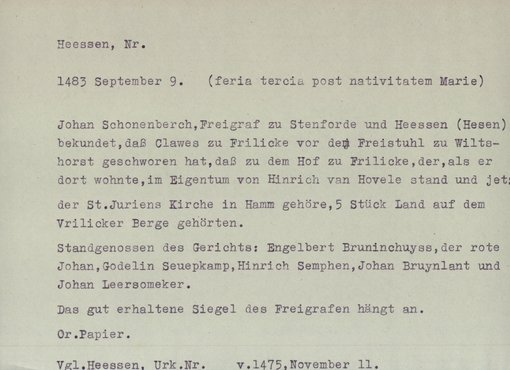 Heessen, Nr.
1483 September 9. (feria tercia post nativitatem Marie)
Johan Schonenberch,Freigraf zu Stenforde und Heessen (Hesen)
bekundet,daß Clawes zu Frilicke vor dem Freistuhl zu Wilts-
horst geschworen hat,daß zu dem Hof zu Frilicke,der,als er
dort wohnte,im Eigentum von Hinrich van Hovele stand und jetz
der St.Juriens Kirche in Hamm gehöre,5 Stück Land auf dem
Vrilicker Berge gehörten.
Standgenossen des Gerichts: Engelbert Bruninchuyss,der rote
Johan,Godelin Seuepkamp,Hinrich Semphen,Johan Bruynlant und
Johan Leersomeker.
Das gut erhaltene Siegel des Freigrafen hängt an.
Or.Papier.
Vgl.Heessen, Urk.Nr. v.1475,November 11.